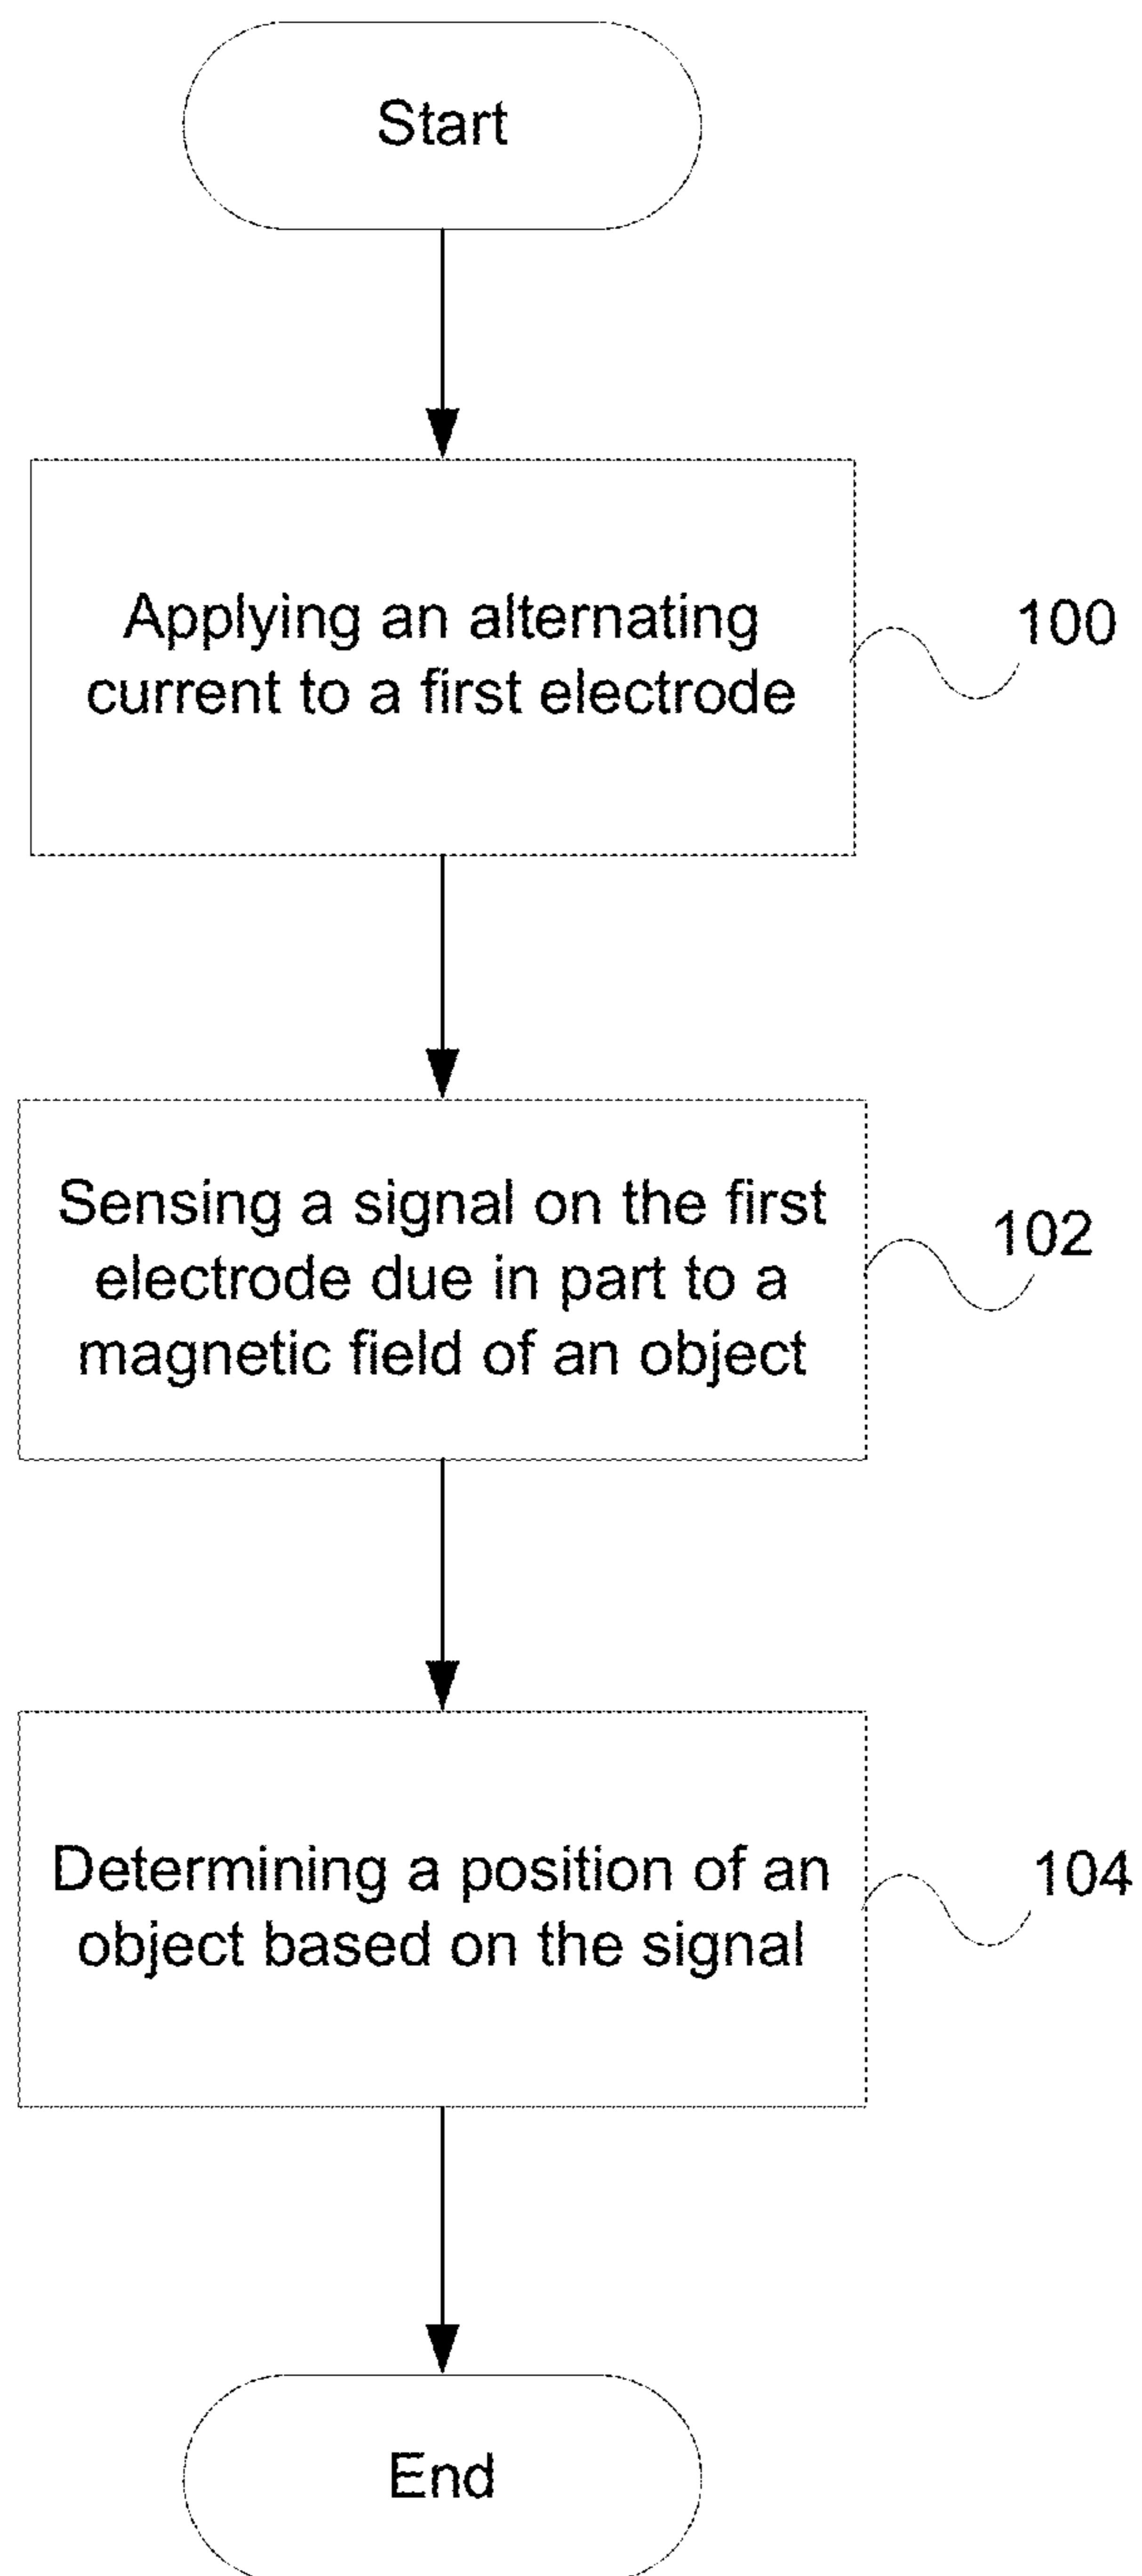 Start
Applying an alternating
current to a first electrode
100
Sensing a signal on the first
electrode due in part to a
magnetic field of an object
102
Determining a position of an
object based on the signal
104
End